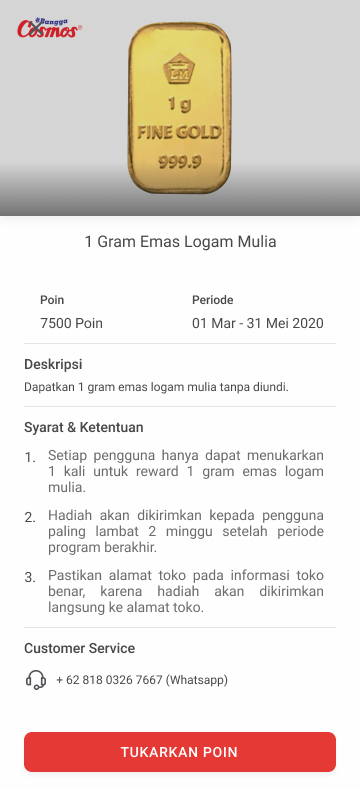 #Bangga
Cosmos®
LM
1 g
FINE GOLD
999.9
1 Gram Emas Logam Mulia
Poin
Periode
7500 Poin
01 Mar - 31 Mei 2020
Deskripsi
Dapatkan 1 gram emas logam mulia tanpa diundi.
Syarat & Ketentuan
1. Setiap pengguna hanya dapat menukarkan
1 kali untuk reward 1 gram emas logam
mulia.
2. Hadiah akan dikirimkan kepada pengguna
paling lambat 2 minggu setelah periode
program berakhir.
3. Pastikan alamat toko pada informasi toko
benar, karena hadiah akan dikirimkan
langsung ke alamat toko.
Customer Service
+ 62 818 0326 7667 (Whatsapp)
TUKARKAN POIN